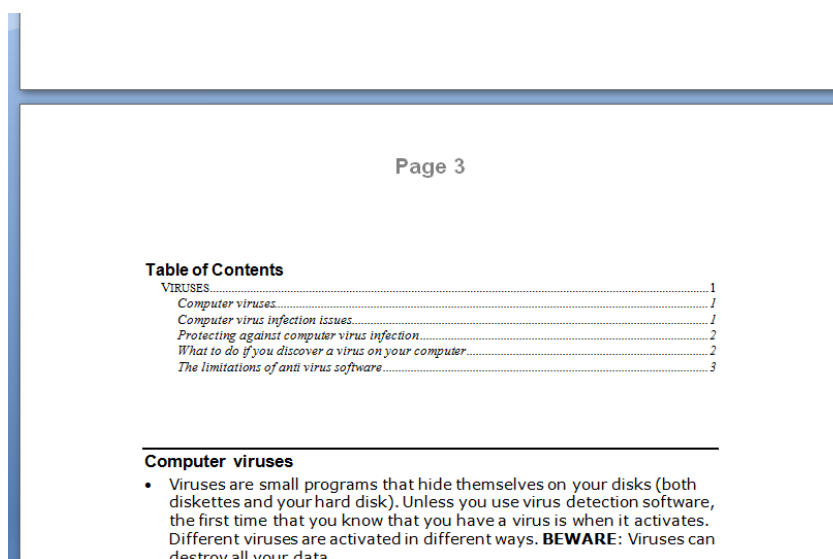 Page 3
Table of Contents
VIRUSES 1
Computer viruses 1
Computer virus infection issues 1
Protecting against computer virus infection 2
What to do if you discover a virus on your computer 2
The limitations of anti virus software 3
Computer viruses
• Viruses are small programs that hide themselves on your disks (both
diskettes and your hard disk). Unless you use virus detection software,
the first time that you know that you have a virus is when it activates.
Different viruses are activated in different ways. BEWARE: Viruses can
destroy all your data